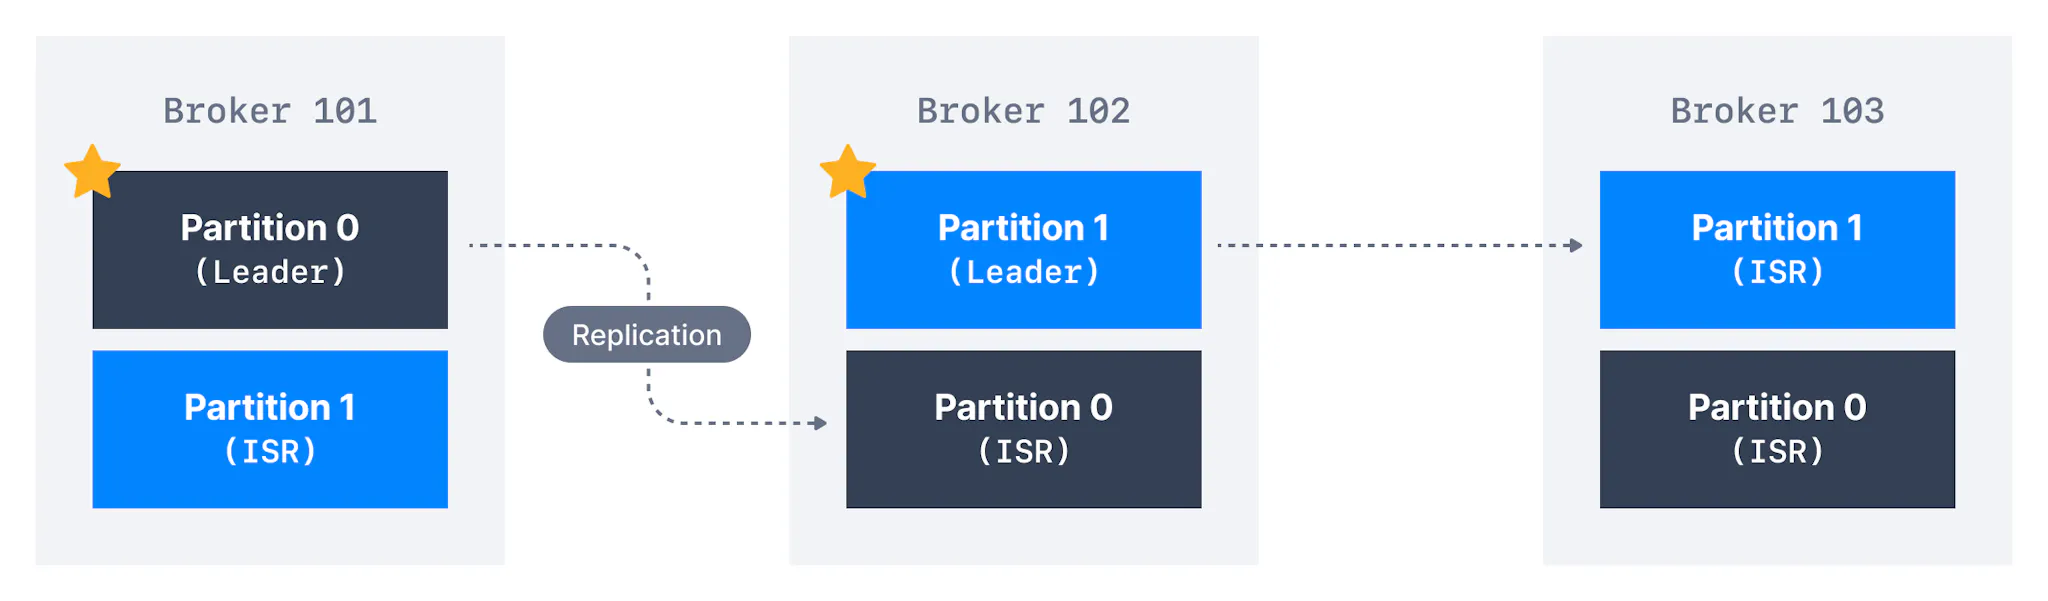 Broker 101
Partition 0
(Leader)
Partition 1
(ISR)
Replication
Broker 102
Partition 1
(Leader)
Partition 0
(ISR)
Broker 103
Partition 1
(ISR)
Partition 0
(ISR)